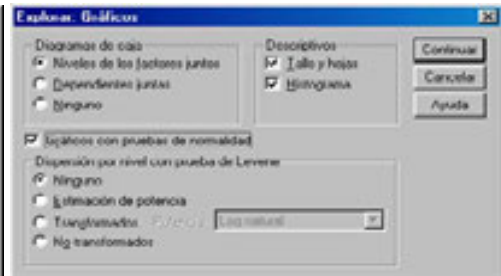 Explorar: Gráficos
Diagramas de caja
Niveles de los factores juntos
Dependientes juntas
Ninguno
Descriptivos
Tallo y hojas
Histograma
Continuar
Cancelar
Ayuda
Gráficos con pruebas de normalidad
Dispersión por nivel con prueba de Levene
Ninguno
Estimación de potencia
Transformados
Log natural
No transformados